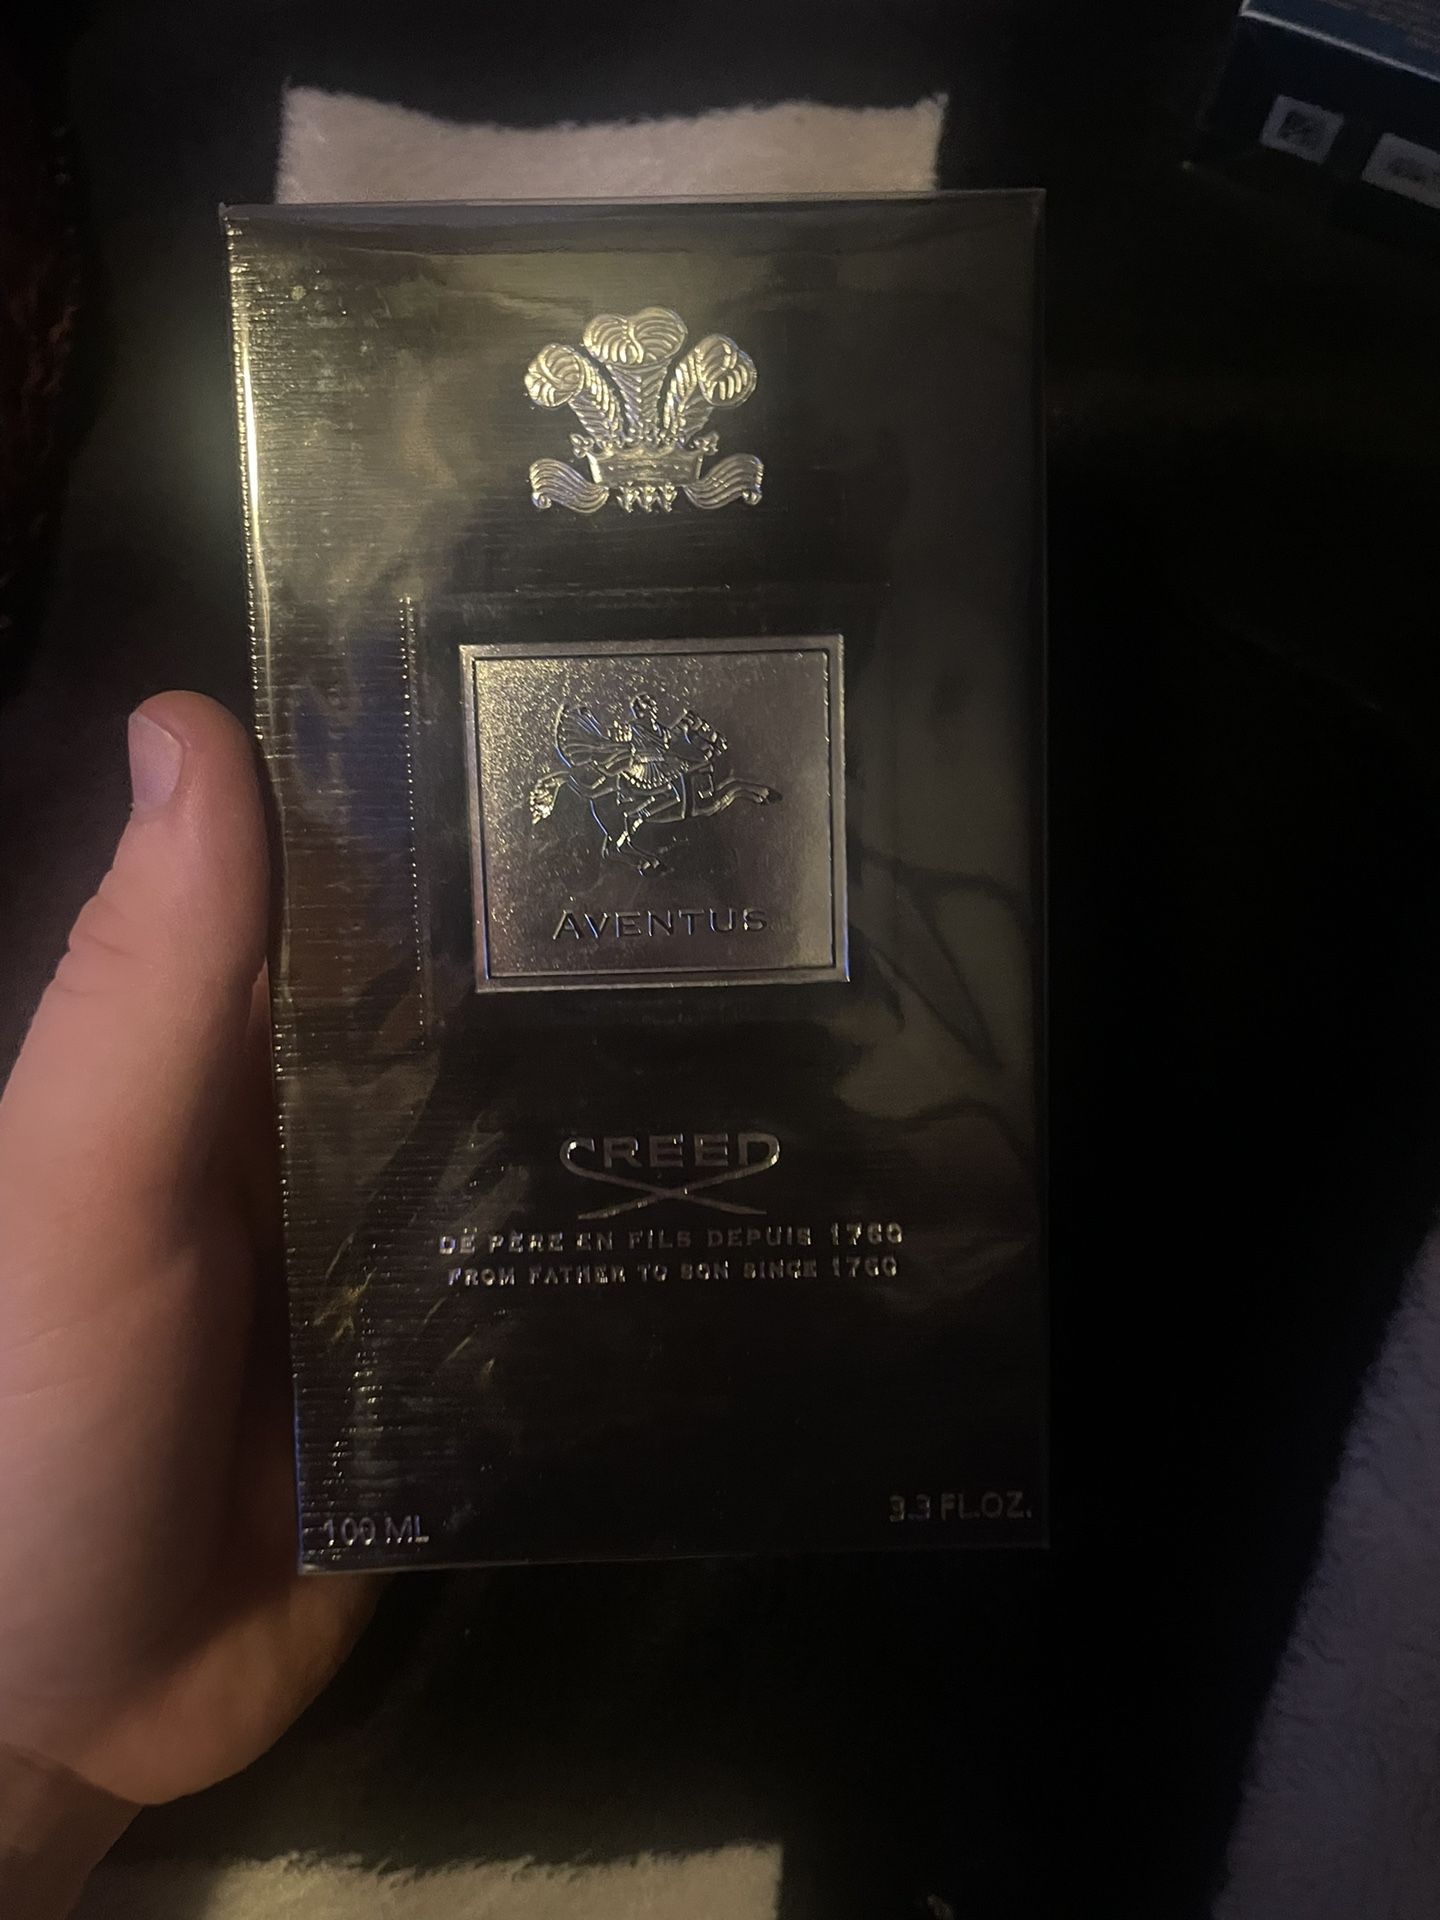 AVENTUS
CREED
DE PÈRE EN FILS DEPUIS 1760
FROM FATHER TO SON SINCE 1760
100 ML
3.3 FL.OZ.